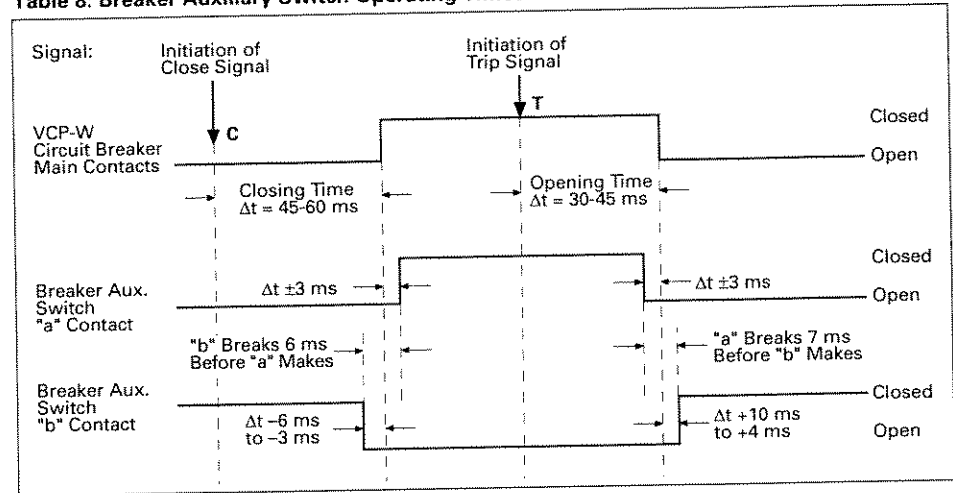 Table 8. Breaker Auxiliary Switch Operating Times
Signal:
Initiation of
Close Signal
Initiation of
Trip Signal
C
T
VCP-W
Circuit Breaker
Main Contacts
Closed
Open
Closing Time
Δt = 45-60 ms
Opening Time
Δt = 30-45 ms
Breaker Aux.
Switch
"a" Contact
Δt ±3 ms
Δt ±3 ms
Closed
Open
"b" Breaks 6 ms
Before "a" Makes
"a" Breaks 7 ms
Before "b" Makes
Breaker Aux.
Switch
"b" Contact
Δt –6 ms
to –3 ms
Δt +10 ms
to +4 ms
Closed
Open